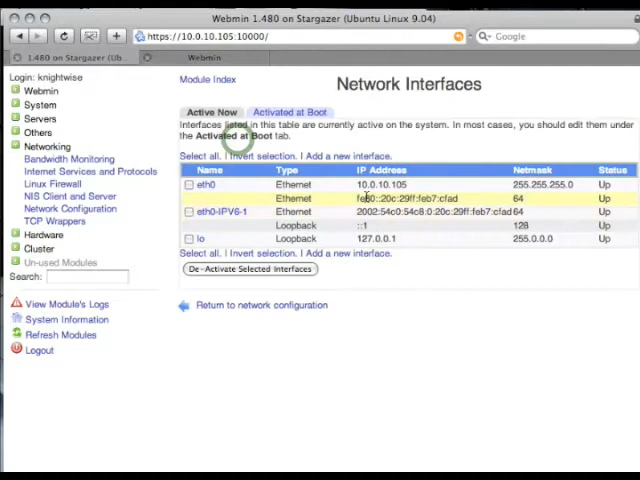 Webmin 1.480 on Stargazer (Ubuntu Linux 9.04)
https://10.0.10.105:10000/
Google
1.480 on Stargazer (Ub...
Webmin
Login: knightwise
Webmin
System
Servers
Others
Networking
Bandwidth Monitoring
Internet Services and Protocols
Linux Firewall
NIS Client and Server
Network Configuration
TCP Wrappers
Hardware
Cluster
Un-used Modules
Search:
View Module's Logs
System Information
Refresh Modules
Logout
Module Index
Network Interfaces
Active Now Activated at Boot
Interfaces listed in this table are currently active on the system. In most cases, you should edit them under
the Activated at Boot tab.
Select all. | Invert selection. | Add a new interface.
Name Type IP Address Netmask Status
eth0 Ethernet 10.0.10.105 255.255.255.0 Up
Ethernet fe80::20c:29ff:feb7:cfad 64 Up
eth0-IPV6-1 Ethernet 2002:54c0:54c8:0:20c:29ff:feb7:cfad 64 Up
Loopback ::1 128 Up
lo Loopback 127.0.0.1 255.0.0.0 Up
Select all. | Invert selection. | Add a new interface.
De-Activate Selected Interfaces
Return to network configuration